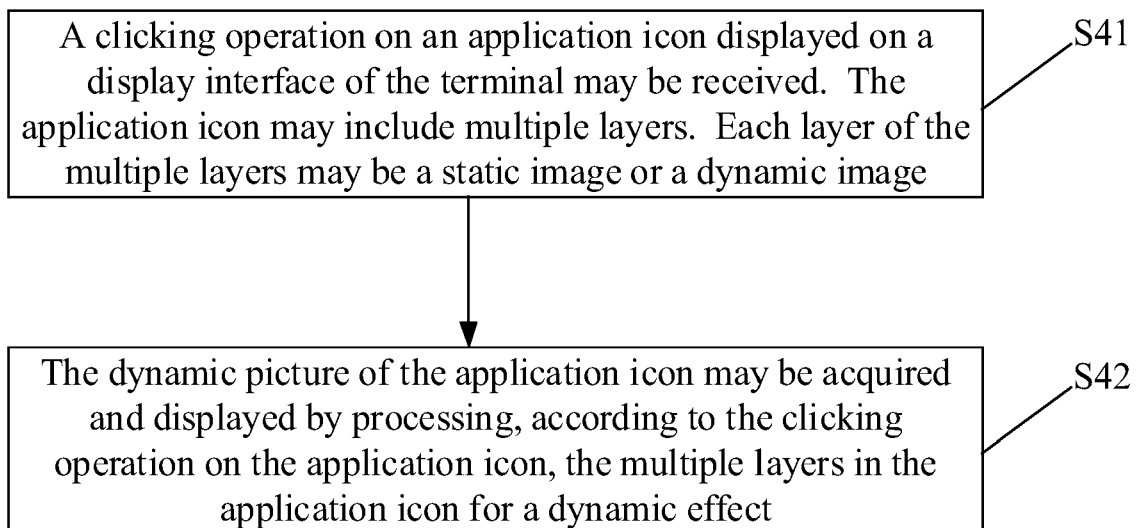 A clicking operation on an application icon displayed on a
display interface of the terminal may be received.  The
application icon may include multiple layers.  Each layer of the
multiple layers may be a static image or a dynamic image
S41
The dynamic picture of the application icon may be acquired
and displayed by processing, according to the clicking
operation on the application icon, the multiple layers in the
application icon for a dynamic effect
S42